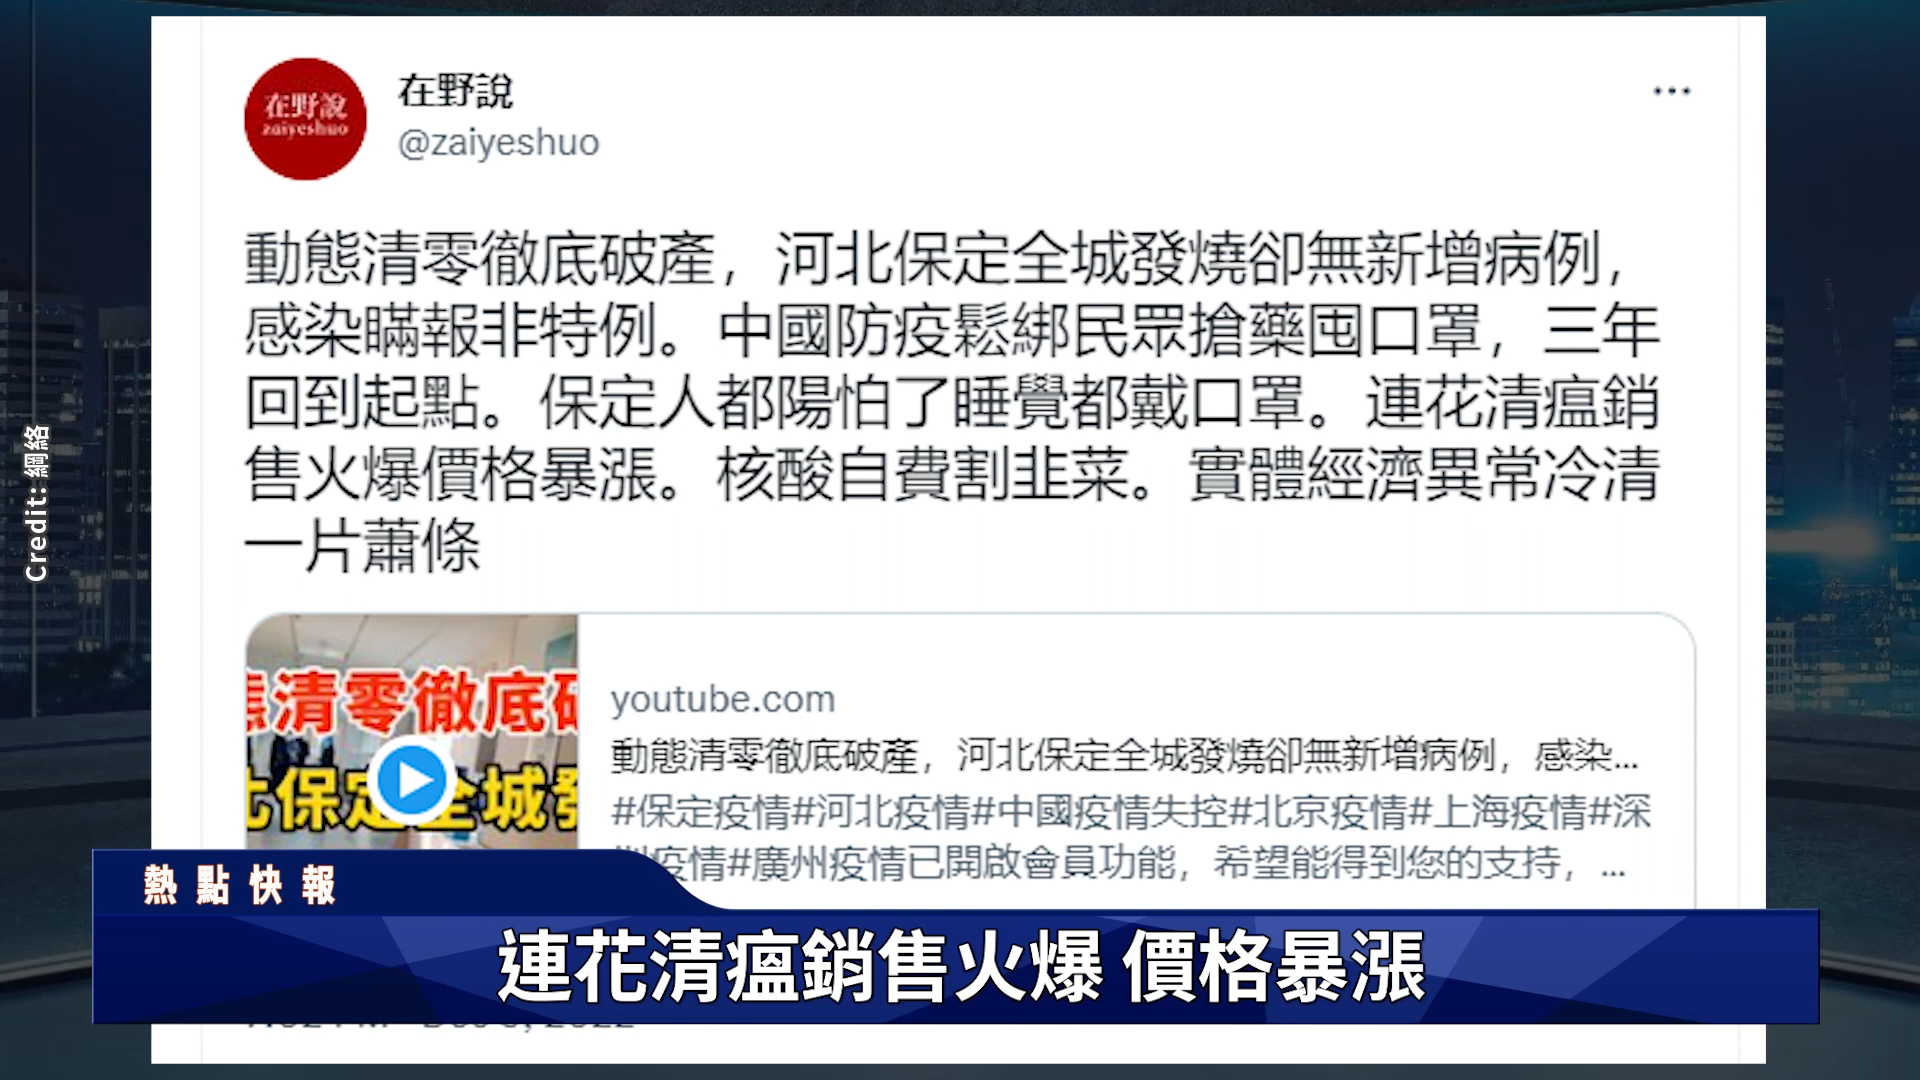 在野說
zaiyeshuo
在野說
@zaiyeshuo
動態清零徹底破產，河北保定全城發燒卻無新增病例，
感染瞞報非特例。中國防疫鬆綁民眾搶藥囤口罩，三年
回到起點。保定人都陽怕了睡覺都戴口罩。連花清瘟銷
售火爆價格暴漲。核酸自費割韭菜。實體經濟異常冷清
一片蕭條
清零徹底
保定全城發
youtube.com
動態清零徹底破產，河北保定全城發燒卻無新增病例，感染...
#保定疫情#河北疫情#中國疫情失控#北京疫情#上海疫情#深
疫情#廣州疫情已開啟會員功能，希望能得到您的支持，...
Credit: 網絡
熱點快報
連花清瘟銷售火爆 價格暴漲